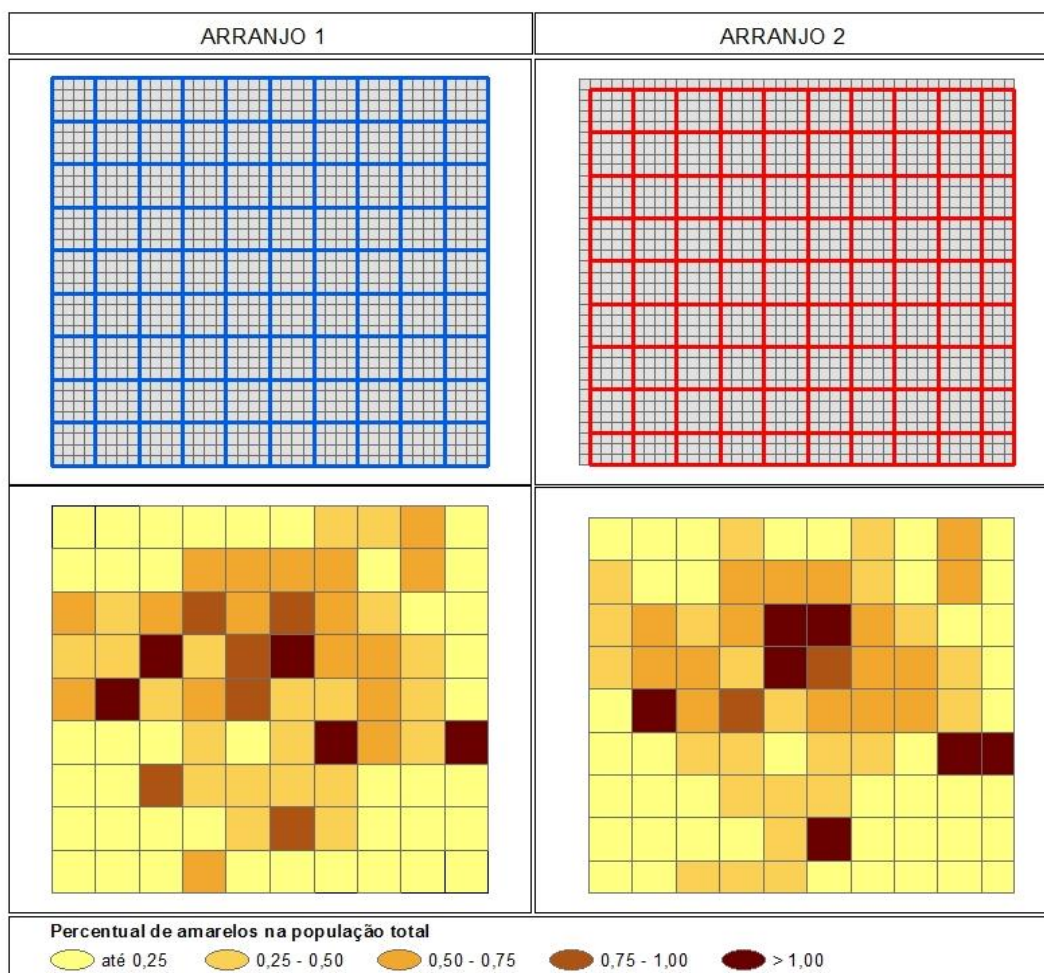 ARRANJO 1
ARRANJO 2
Percentual de amarelos na população total
até 0,25
0,25 - 0,50
0,50 - 0,75
0,75 - 1,00
> 1,00